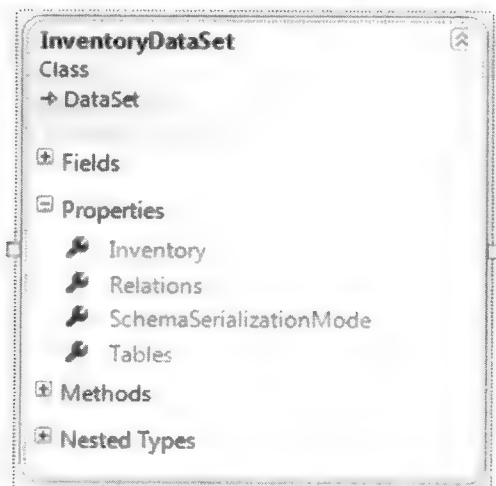 InventoryDataSet
Class
→ DataSet
Fields
Properties
Inventory
Relations
SchemaSerializationMode
Tables
Methods
Nested Types